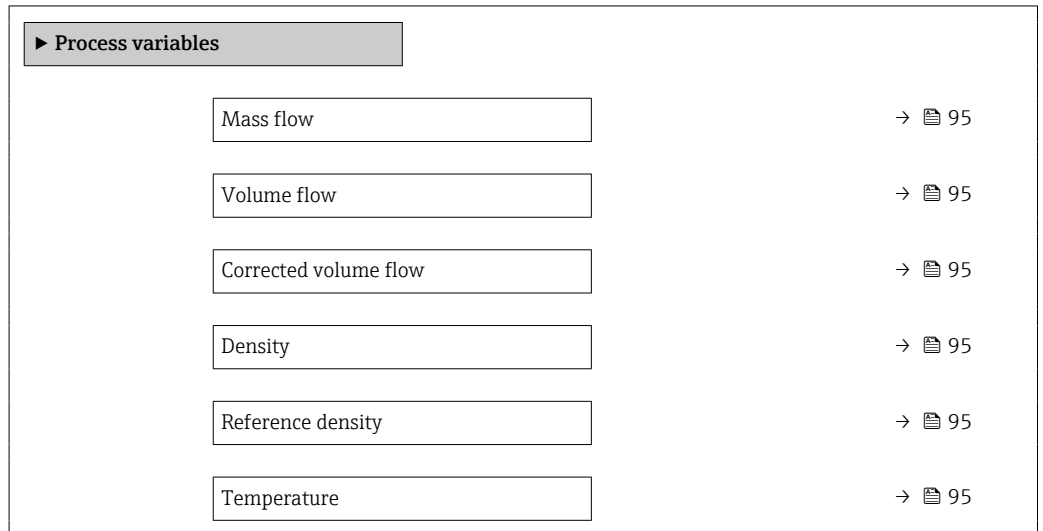 ▶ Process variables
Mass flow → 95
Volume flow → 95
Corrected volume flow → 95
Density → 95
Reference density → 95
Temperature → 95